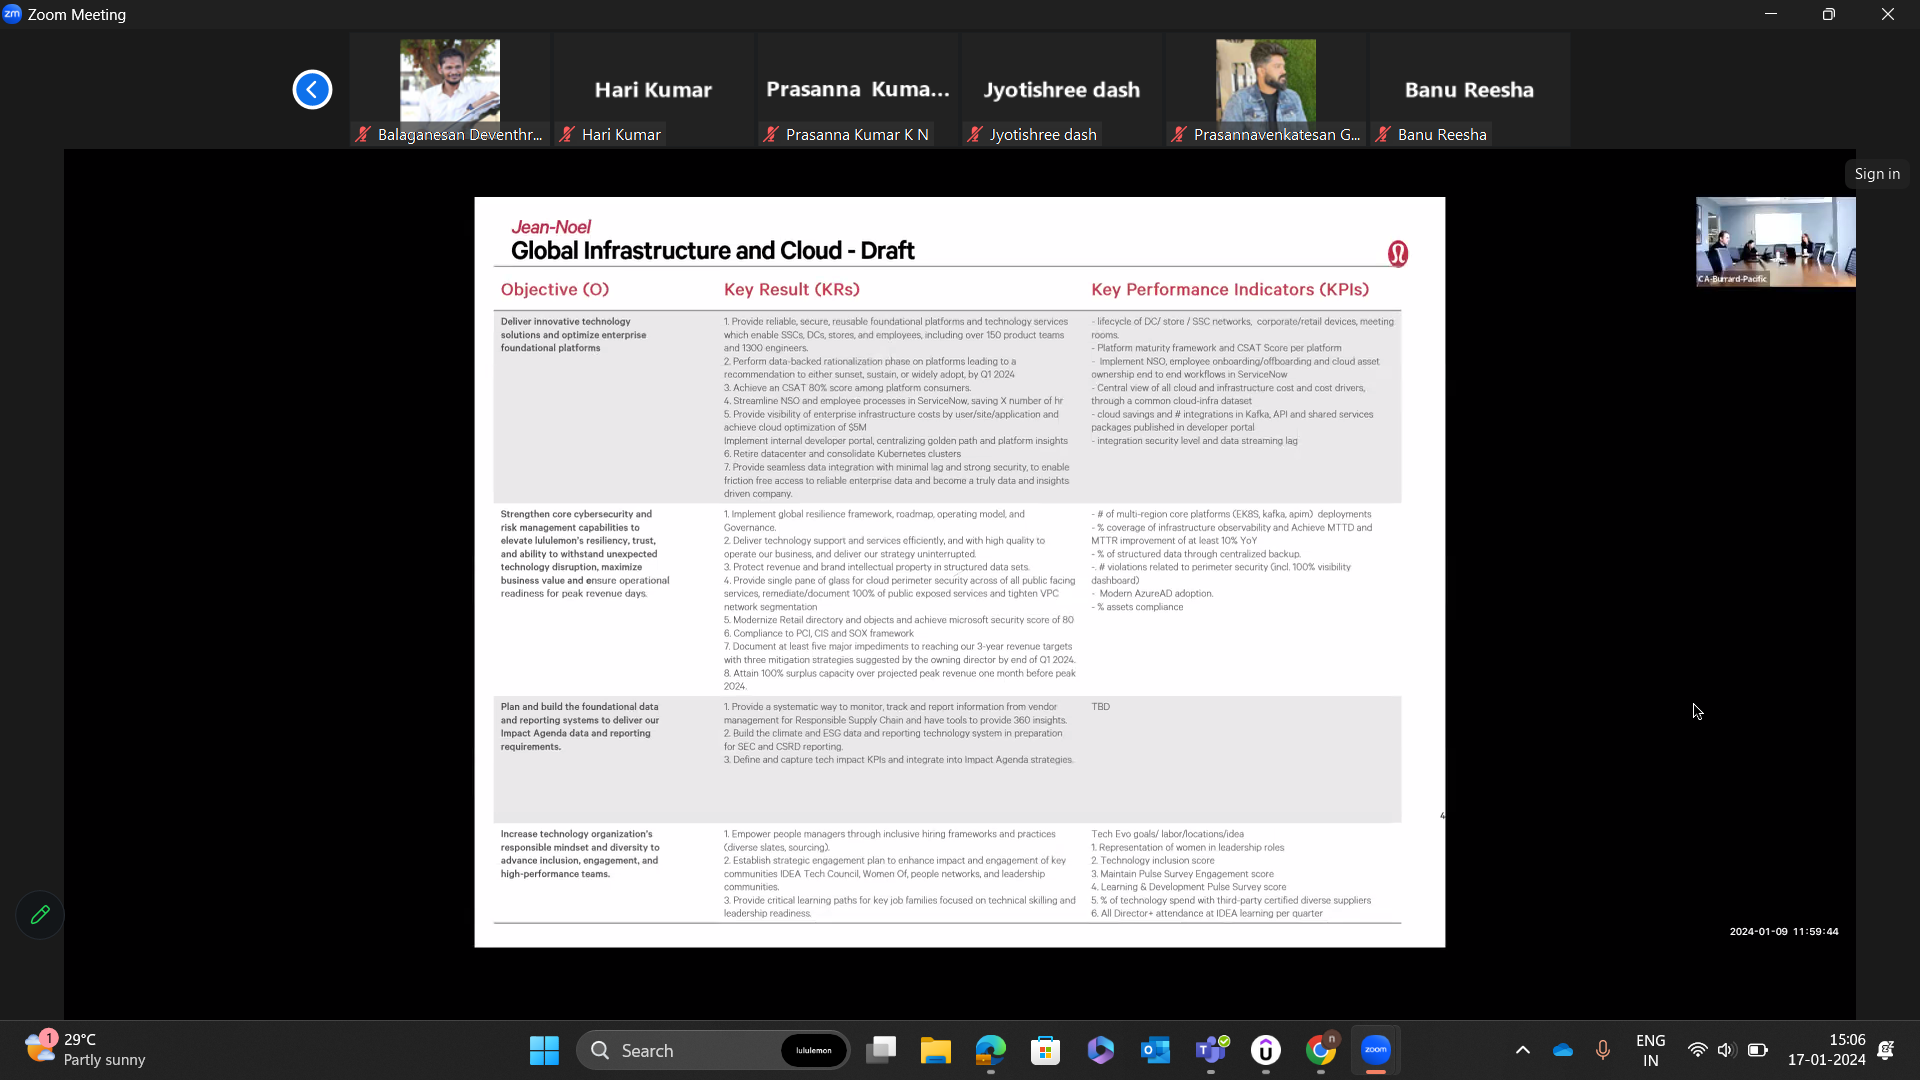 Zoom Meeting
Hari Kumar
Prasanna Kuma...
Jyotishree dash
Banu Reesha
Balaganesan Deventhr...
Hari Kumar
Prasanna Kumar K N
Jyotishree dash
Prasannavenkatesan G...
Banu Reesha
Sign in
CA-Burrard-Pacific
Jean-Noel
Global Infrastructure and Cloud - Draft
Objective (O)
Key Result (KRs)
Key Performance Indicators (KPIs)
Deliver innovative technology
solutions and optimize enterprise
foundational platforms
1. Provide reliable, secure, reusable foundational platforms and technology services
which enable SSCs, DCs, stores, and employees, including over 150 product teams
and 1300 engineers.
2. Perform data-backed rationalization phase on platforms leading to a
recommendation to either sunset, sustain, or widely adopt, by Q1 2024
3. Achieve an CSAT 80% score among platform consumers.
4. Streamline NSO and employee processes in ServiceNow, saving X number of hr
5. Provide visibility of enterprise infrastructure costs by user/site/application and
achieve cloud optimization of $5M
Implement internal developer portal, centralizing golden path and platform insights
6. Retire datacenter and consolidate Kubernetes clusters
7. Provide seamless data integration with minimal lag and strong security, to enable
friction free access to reliable enterprise data and become a truly data and insights
driven company.
- lifecycle of DC/ store / SSC networks, corporate/retail devices, meeting
rooms.
- Platform maturity framework and CSAT Score per platform
- Implement NSO, employee onboarding/offboarding and cloud asset
ownership end to end workflows in ServiceNow
- Central view of all cloud and infrastructure cost and cost drivers,
through a common cloud-infra dataset
- cloud savings and # integrations in Kafka, API and shared services
packages published in developer portal
- integration security level and data streaming lag
Strengthen core cybersecurity and
risk management capabilities to
elevate lululemon's resiliency, trust,
and ability to withstand unexpected
technology disruption, maximize
business value and ensure operational
readiness for peak revenue days.
1. Implement global resilience framework, roadmap, operating model, and
Governance.
2. Deliver technology support and services efficiently, and with high quality to
operate our business, and deliver our strategy uninterrupted.
3. Protect revenue and brand intellectual property in structured data sets.
4. Provide single pane of glass for cloud perimeter security across of all public facing
services, remediate/document 100% of public exposed services and tighten VPC
network segmentation
5. Modernize Retail directory and objects and achieve microsoft security score of 80
6. Compliance to PCI, CIS and SOX framework
7. Document at least five major impediments to reaching our 3-year revenue targets
with three mitigation strategies suggested by the owning director by end of Q1 2024.
8. Attain 100% surplus capacity over projected peak revenue one month before peak
2024.
- # of multi-region core platforms (EK8S, kafka, apim) deployments
- % coverage of infrastructure observability and Achieve MTTD and
MTTR improvement of at least 10% YoY
- % of structured data through centralized backup.
-. # violations related to perimeter security (incl. 100% visibility
dashboard)
- Modern AzureAD adoption.
- % assets compliance
Plan and build the foundational data
and reporting systems to deliver our
Impact Agenda data and reporting
requirements.
1. Provide a systematic way to monitor, track and report information from vendor
management for Responsible Supply Chain and have tools to provide 360 insights.
2. Build the climate and ESG data and reporting technology system in preparation
for SEC and CSRD reporting.
3. Define and capture tech impact KPIs and integrate into Impact Agenda strategies.
TBD
4
Increase technology organization's
responsible mindset and diversity to
advance inclusion, engagement, and
high-performance teams.
1. Empower people managers through inclusive hiring frameworks and practices
(diverse slates, sourcing).
2. Establish strategic engagement plan to enhance impact and engagement of key
communities IDEA Tech Council, Women Of, people networks, and leadership
communities.
3. Provide critical learning paths for key job families focused on technical skilling and
leadership readiness.
Tech Evo goals/ labor/locations/idea
1. Representation of women in leadership roles
2. Technology inclusion score
3. Maintain Pulse Survey Engagement score
4. Learning & Development Pulse Survey score
5. % of technology spend with third-party certified diverse suppliers
6. All Director+ attendance at IDEA learning per quarter
2024-01-09 11:59:44
1
29°C
Partly sunny
Search
lululemon
n
zoom
ENG
IN
15:06
17-01-2024